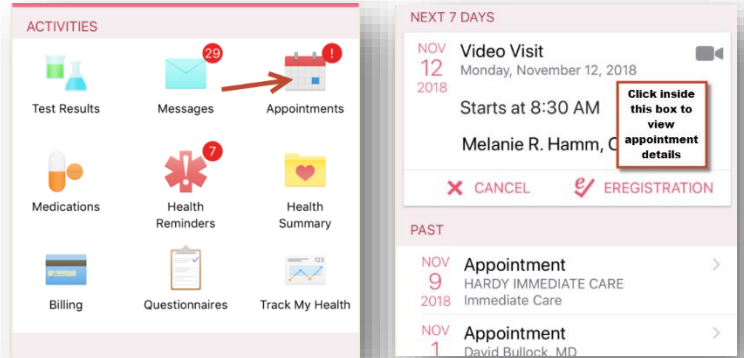 ACTIVITIES
29
!
Test Results
Messages
Appointments
7
Medications
Health
Reminders
Health
Summary
123
Billing
Questionnaires
Track My Health
NEXT 7 DAYS
NOV
12
2018
Video Visit
Monday, November 12, 2018
Starts at 8:30 AM
Melanie R. Hamm, C
Click inside
this box to
view
appointment
details
CANCEL
EREGISTRATION
PAST
NOV
9
2018
Appointment
HARDY IMMEDIATE CARE
Immediate Care
NOV
1
Appointment
David Bullock, MD